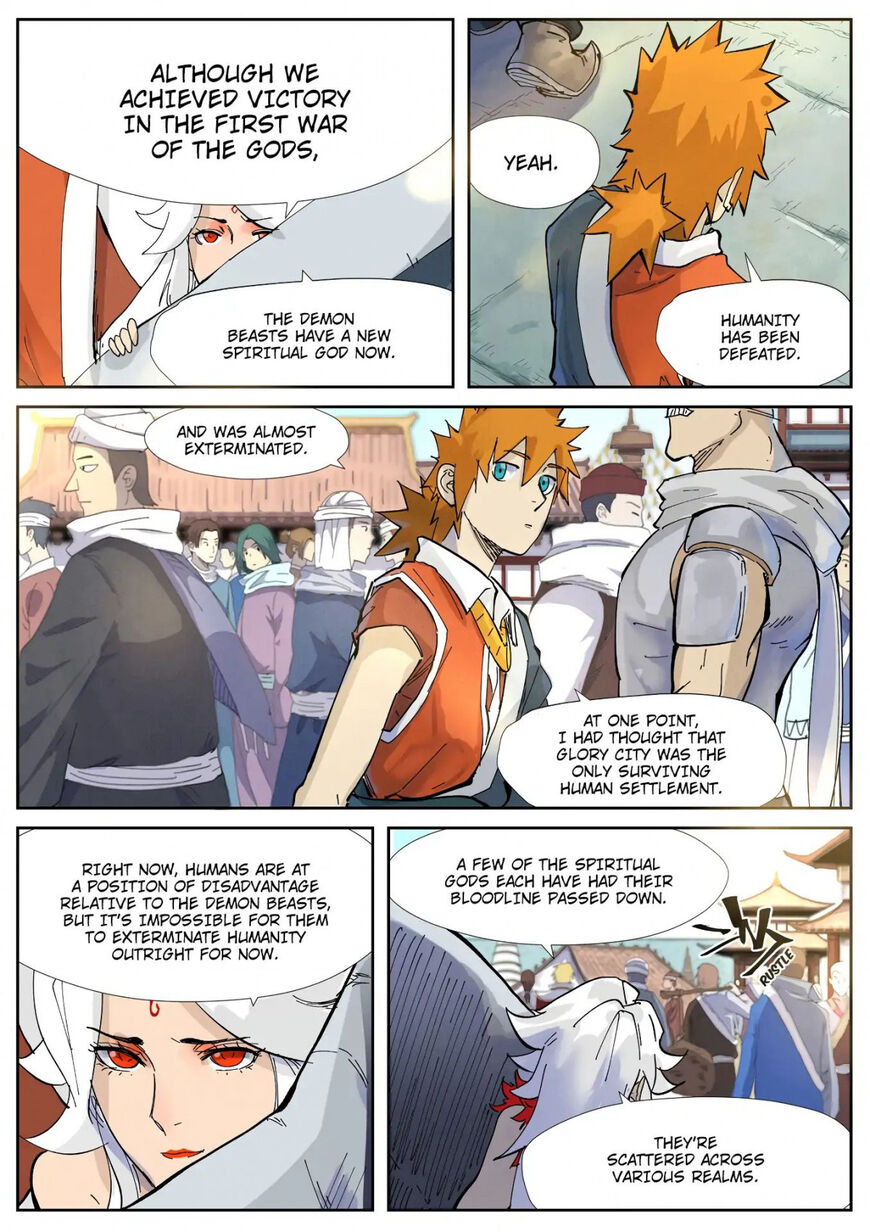 ALTHOUGH WE
ACHIEVED VICTORY
IN THE FIRST WAR
OF THE GODS,
THE DEMON
BEASTS HAVE A NEW
SPIRITUAL GOD NOW.
YEAH.
HUMANITY
HAS BEEN
DEFEATED.
AND WAS ALMOST
EXTERMINATED.
AT ONE POINT,
I HAD THOUGHT THAT
GLORY CITY WAS THE
ONLY SURVIVING
HUMAN SETTLEMENT.
RIGHT NOW, HUMANS ARE AT
A POSITION OF DISADVANTAGE
RELATIVE TO THE DEMON BEASTS,
BUT IT'S IMPOSSIBLE FOR THEM
TO EXTERMINATE HUMANITY
OUTRIGHT FOR NOW.
A FEW OF THE SPIRITUAL
GODS EACH HAVE HAD THEIR
BLOODLINE PASSED DOWN.
RUSTLE
THEY'RE
SCATTERED ACROSS
VARIOUS REALMS.